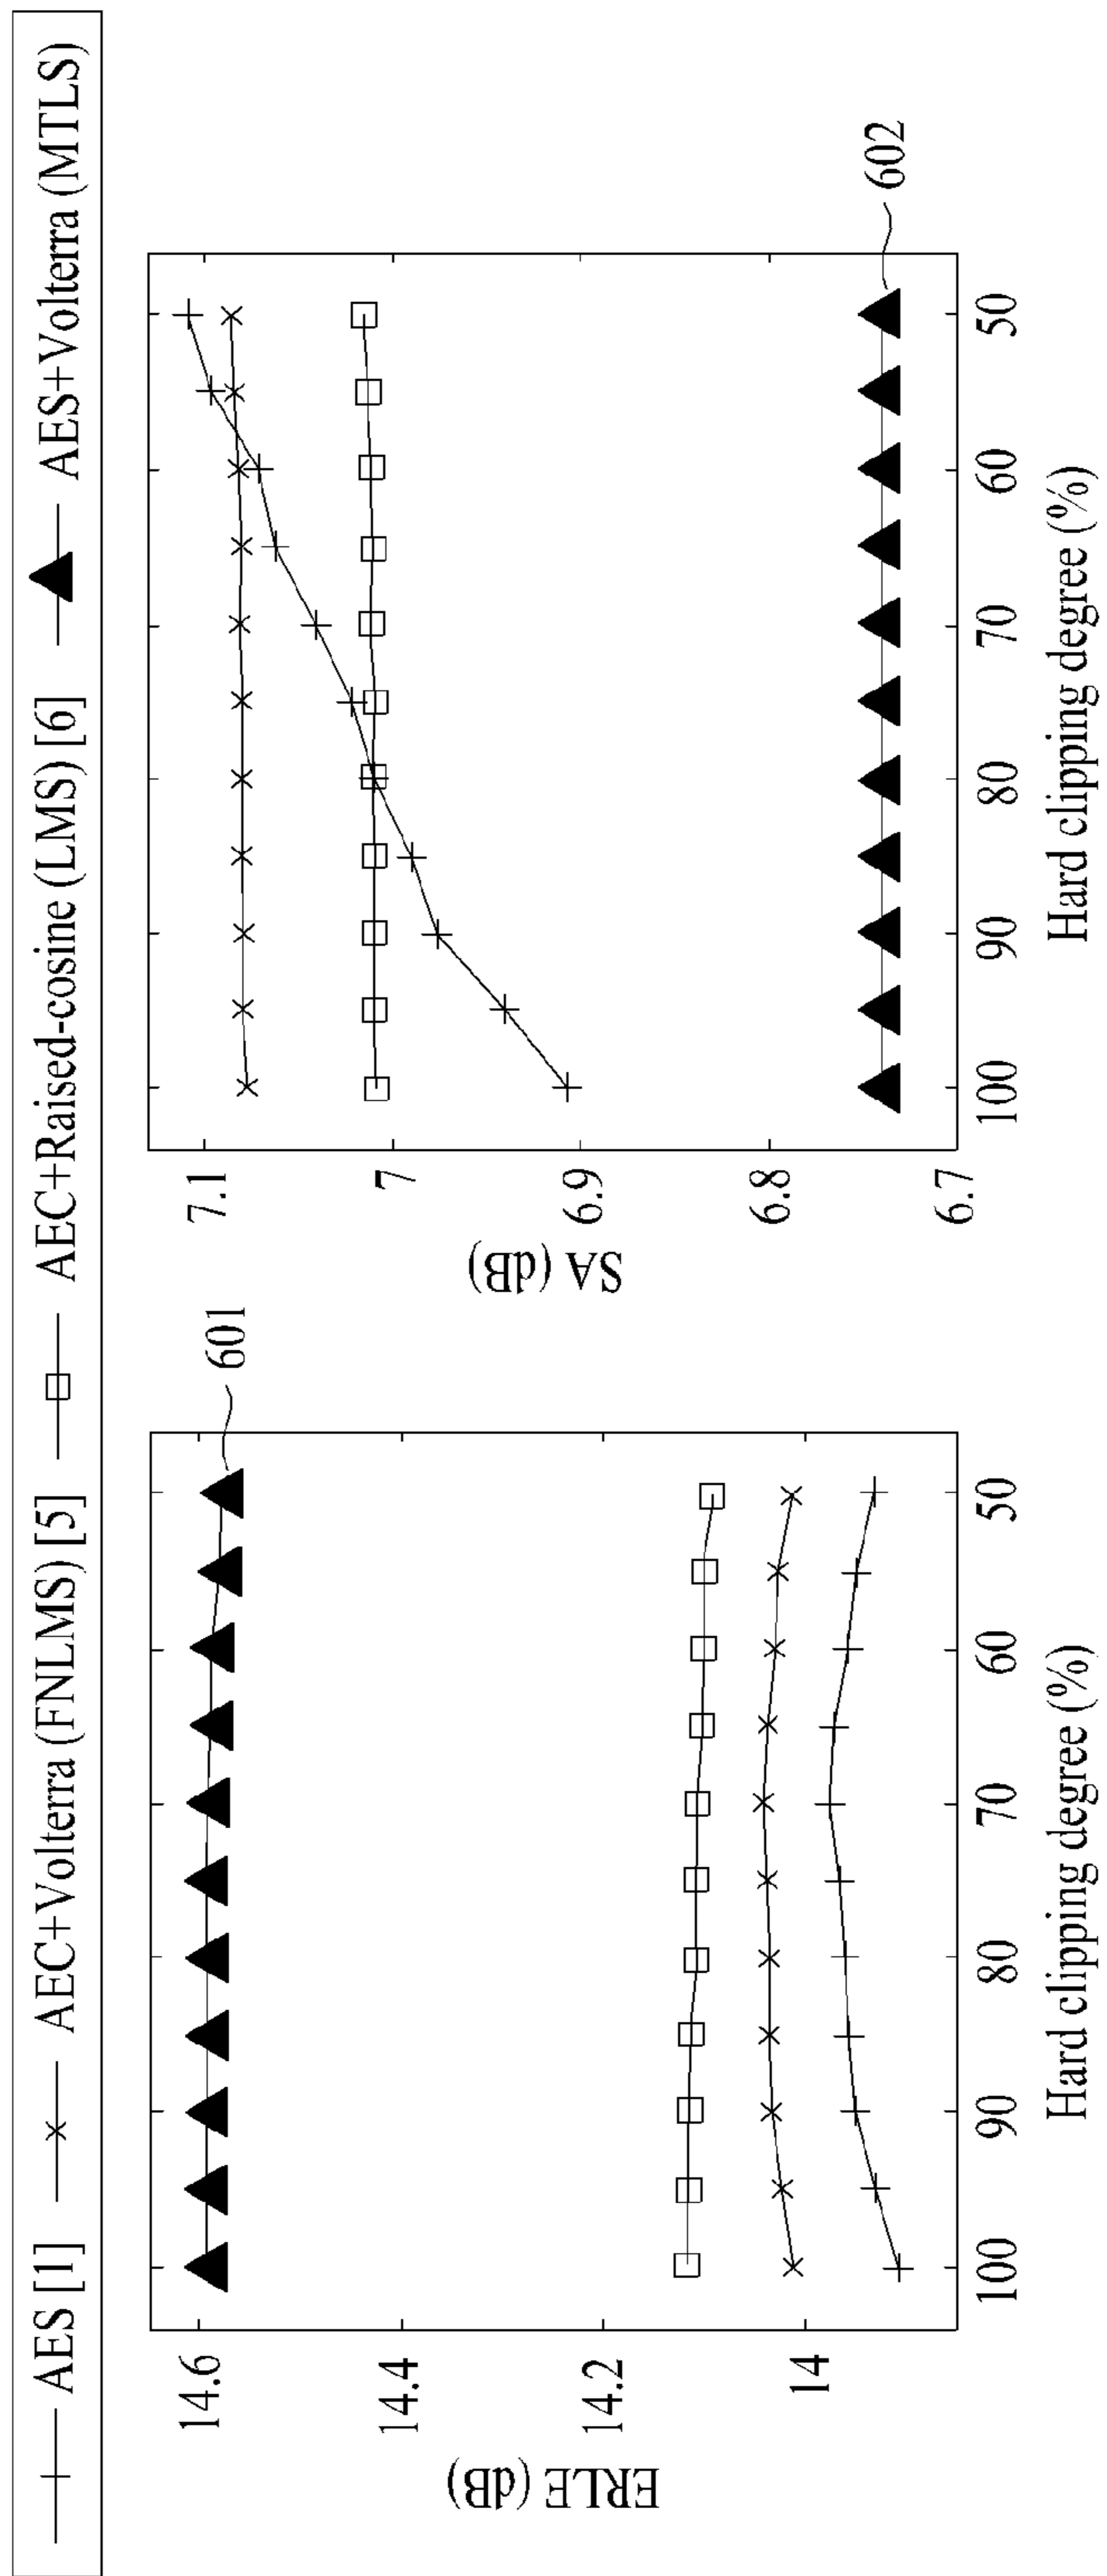 AES [1] AEC+Volterra (FNLMS) [5] AEC+Raised-cosine (LMS) [6] AES+Volterra (MTLS)
14.6
14.4
14.2
14
ERLE (dB)
601
100 90 80 70 60 50
Hard clipping degree (%)
7.1
7
6.9
6.8
6.7
SA (dB)
602
100 90 80 70 60 50
Hard clipping degree (%)